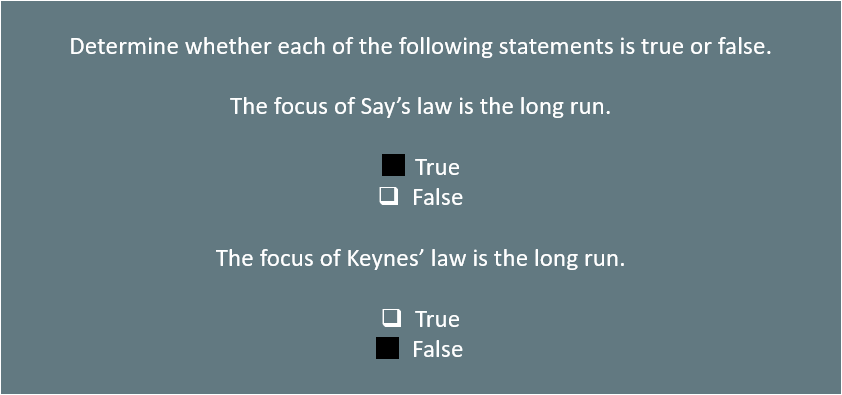 Determine whether each of the following statements is true or false.
The focus of Say’s law is the long run.
True
False
The focus of Keynes’ law is the long run.
True
False